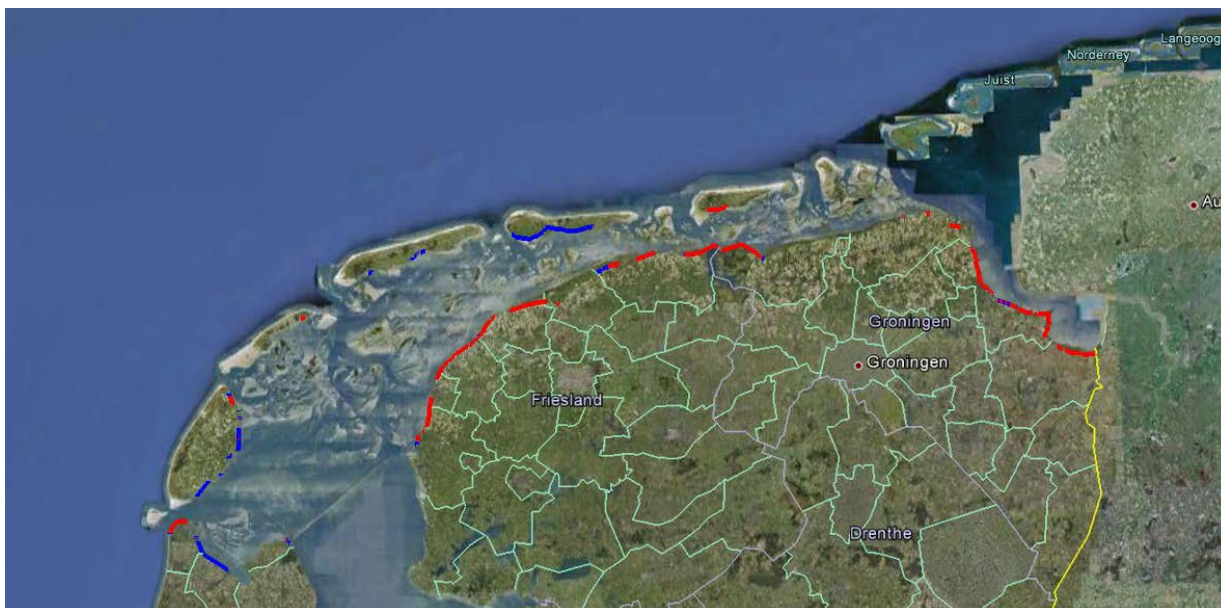 Langeoog
Norderney
Juist
Au
Groningen
Groningen
Friesland
Drenthe